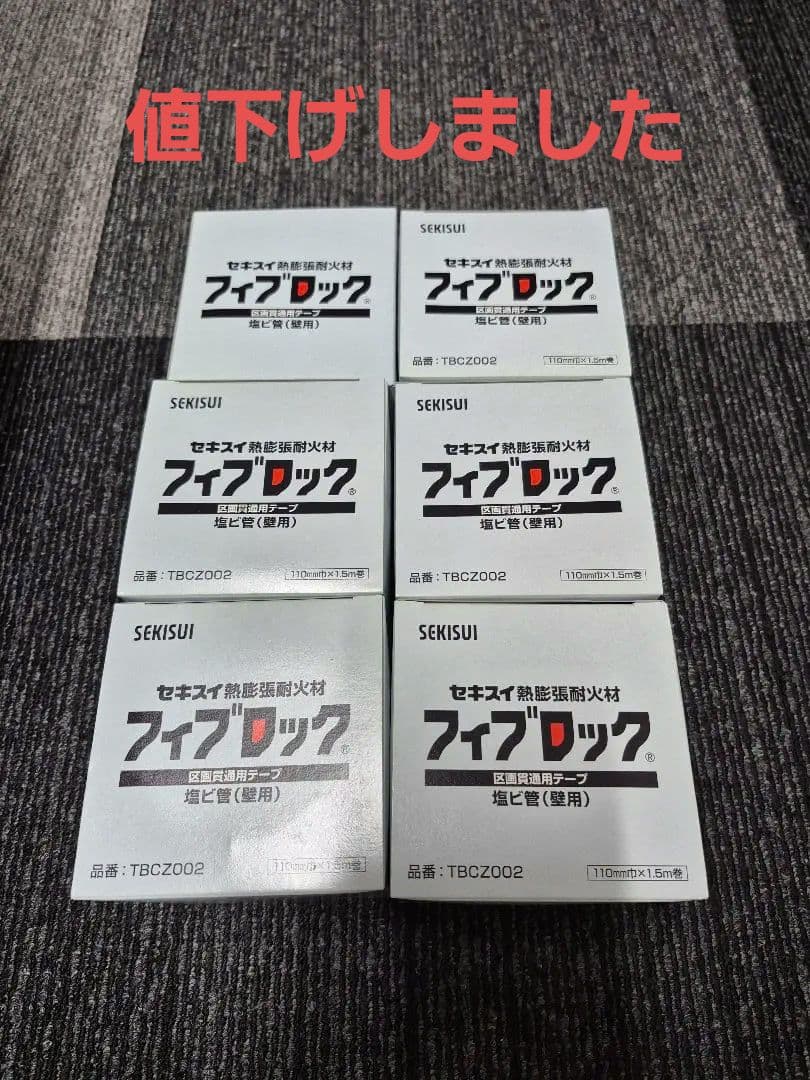 値下げしました
セキスイ熱膨張耐火材
フィブロック®
区画貫通用テープ
塩ビ管(壁用)
SEKISUI
セキスイ熱膨張耐火材
フィブロック®
区画貫通用テープ
塩ビ管(壁用)
品番:TBCZ002
110mm巾×1.5m巻
SEKISUI
セキスイ熱膨張耐火材
フィブロック®
区画貫通用テープ
塩ビ管(壁用)
品番:TBCZ002
110mm巾×1.5m巻
SEKISUI
セキスイ熱膨張耐火材
フィブロック®
区画貫通用テープ
塩ビ管(壁用)
品番:TBCZ002
110mm巾×1.5m巻
SEKISUI
セキスイ熱膨張耐火材
フィブロック®
区画貫通用テープ
塩ビ管(壁用)
品番:TBCZ002
110mm巾×1.5m巻
SEKISUI
セキスイ熱膨張耐火材
フィブロック®
区画貫通用テープ
塩ビ管(壁用)
品番:TBCZ002
110mm巾×1.5m巻